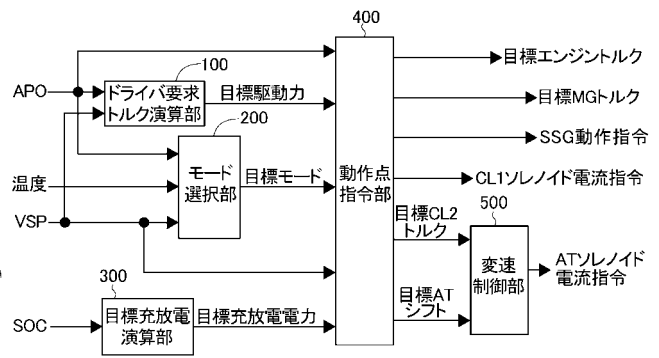 400
APO
100
ドライバ要求
トルク演算部
目標駆動力
200
モード
選択部
目標モード
温度
VSP
300
SOC
目標充放電
演算部
目標充放電電力
動作点
指令部
目標エンジントルク
目標MGトルク
SSG動作指令
CL1ソレノイド電流指令
目標CL2
トルク
500
変速
制御部
目標AT
シフト
ATソレノイド
電流指令